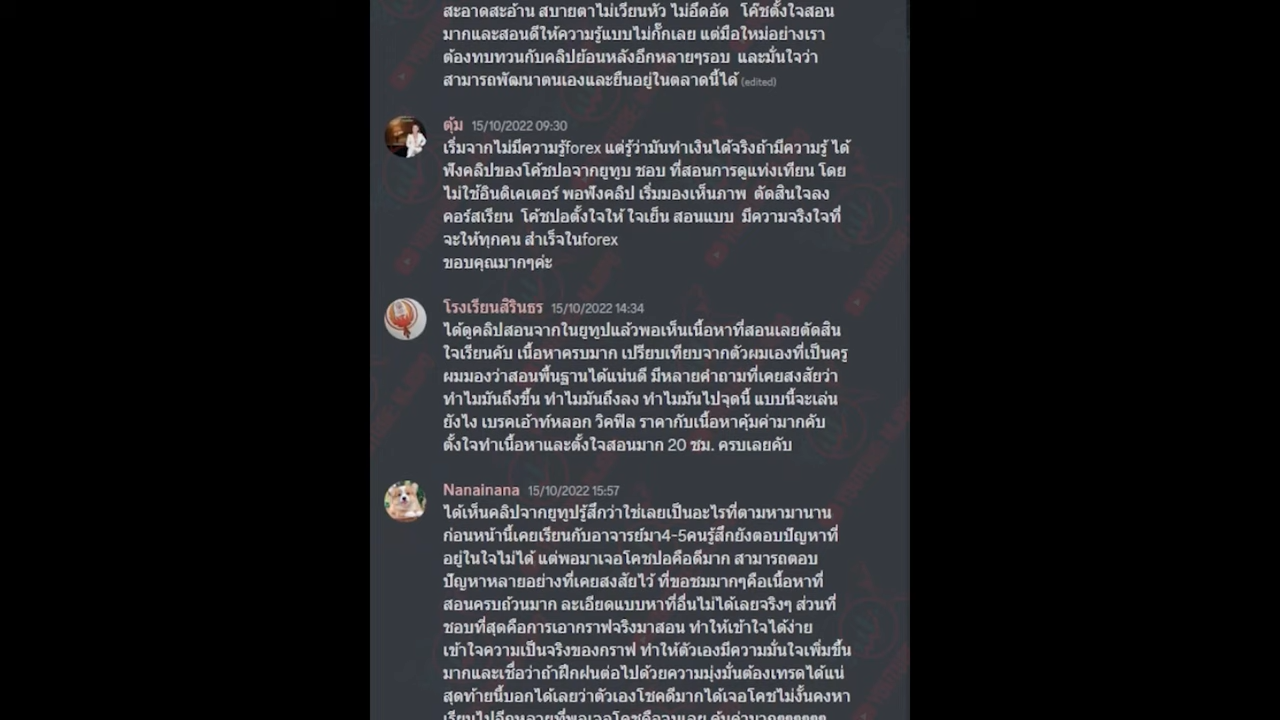 สะอาดสะอ้าน สบายตาไม่เวียนหัว ไม่อึดอัด โค๊ชตั้งใจสอน
มากและสอนดีให้ความรู้แบบไม่กั๊กเลย แต่มือใหม่อย่างเรา
ต้องทบทวนกับคลิปย้อนหลังอีกหลายๆรอบ และมั่นใจว่า
สามารถพัฒนาตนเองและยืนอยู่ในตลาดนี้ได้ (edited)
ตุ้ม 15/10/2022 09:30
เริ่มจากไม่มีความรู้forex แต่รู้ว่ามันทำเงินได้จริงถ้ามีความรู้ ได้
ฟังคลิปของโค้ชปอจากยูทูบ ชอบ ที่สอนการดูแท่งเทียน โดย
ไม่ใช้อินดิเคเตอร์ พอฟังคลิป เริ่มมองเห็นภาพ ตัดสินใจลง
คอร์สเรียน โค้ชปอตั้งใจให้ ใจเย็น สอนแบบ มีความจริงใจที่
จะให้ทุกคน สำเร็จในforex
ขอบคุณมากๆค่ะ
โรงเรียนสิรินธร 15/10/2022 14:34
ได้ดูคลิปสอนจากในยูทูปแล้วพอเห็นเนื้อหาที่สอนเลยตัดสิน
ใจเรียนคับ เนื้อหาครบมาก เปรียบเทียบจากตัวผมเองที่เป็นครู
ผมมองว่าสอนพื้นฐานได้แน่นดี มีหลายคำถามที่เคยสงสัยว่า
ทำไมมันถึงขึ้น ทำไมมันถึงลง ทำไมมันไปจุดนี้ แบบนี้จะเล่น
ยังไง เบรคเอ้าท์หลอก วิคฟิล ราคากับเนื้อหาคุ้มค่ามากคับ
ตั้งใจทำเนื้อหาและตั้งใจสอนมาก 20 ชม. ครบเลยคับ
Nanainana 15/10/2022 15:57
ได้เห็นคลิปจากยูทูปรู้สึกว่าใช่เลยเป็นอะไรที่ตามหามานาน
ก่อนหน้านี้เคยเรียนกับอาจารย์มา4-5คนรู้สึกยังตอบปัญหาที่
อยู่ในใจไม่ได้ แต่พอมาเจอโคชปอคือดีมาก สามารถตอบ
ปัญหาหลายอย่างที่เคยสงสัยไว้ ที่ขอชมมากๆคือเนื้อหาที่
สอนครบถ้วนมาก ละเอียดแบบหาที่อื่นไม่ได้เลยจริงๆ ส่วนที่
ชอบที่สุดคือการเอากราฟจริงมาสอน ทำให้เข้าใจได้ง่าย
เข้าใจความเป็นจริงของกราฟ ทำให้ตัวเองมีความมั่นใจเพิ่มขึ้น
มากและเชื่อว่าถ้าฝึกฝนต่อไปด้วยความมุ่งมั่นต้องเทรดได้แน่
สุดท้ายนี้บอกได้เลยว่าตัวเองโชคดีมากได้เจอโคชไม่งั้นคงหา